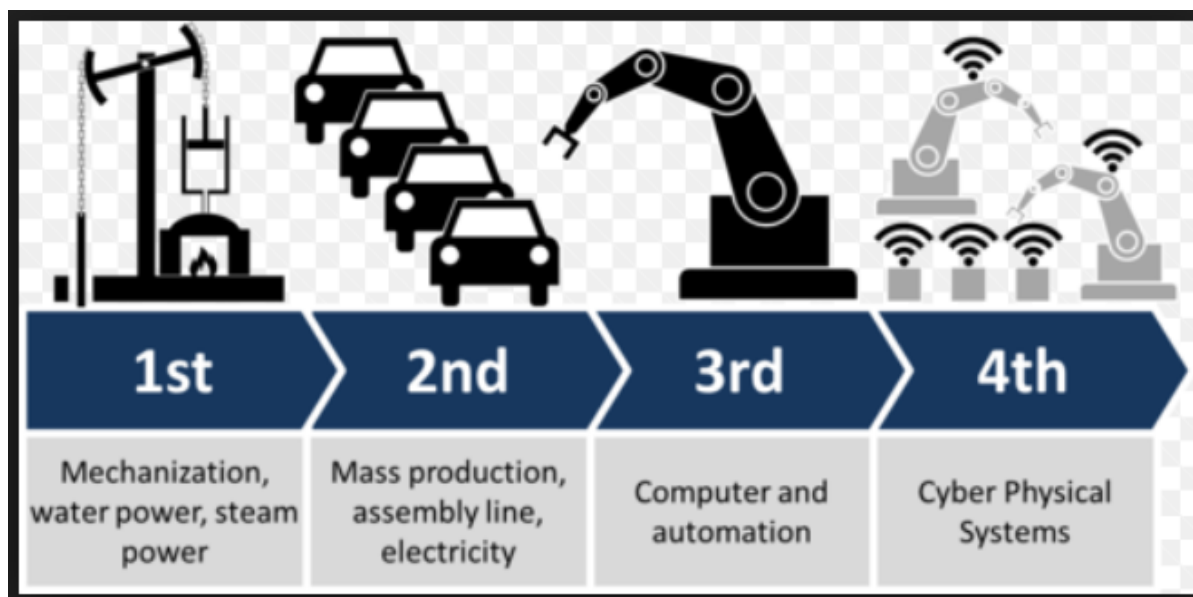 1st
2nd
3rd
4th
Mechanization,
water power, steam
power
Mass production,
assembly line,
electricity
Computer and
automation
Cyber Physical
Systems